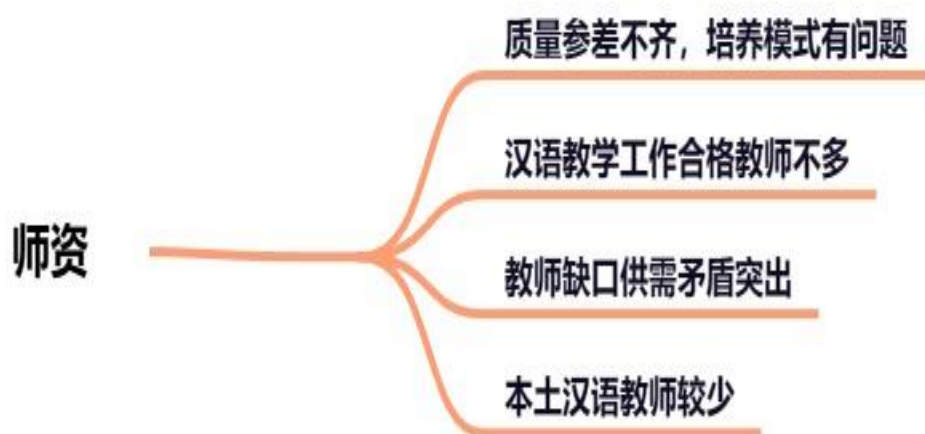 质量参差不齐，培养模式有问题
汉语教学工作合格教师不多
师资
教师缺口供需矛盾突出
本土汉语教师较少